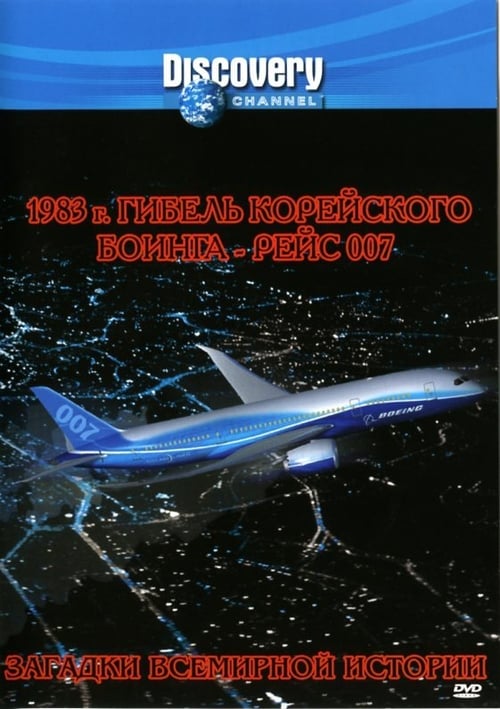 Discovery
CHANNEL
1983 г. ГИБЕЛЬ КОРЕЙСКОГО
БОИНГА - РЕЙС 007
007
BOEING
ЗАГАДКИ ВСЕМИРНОЙ ИСТОРИИ
DVD